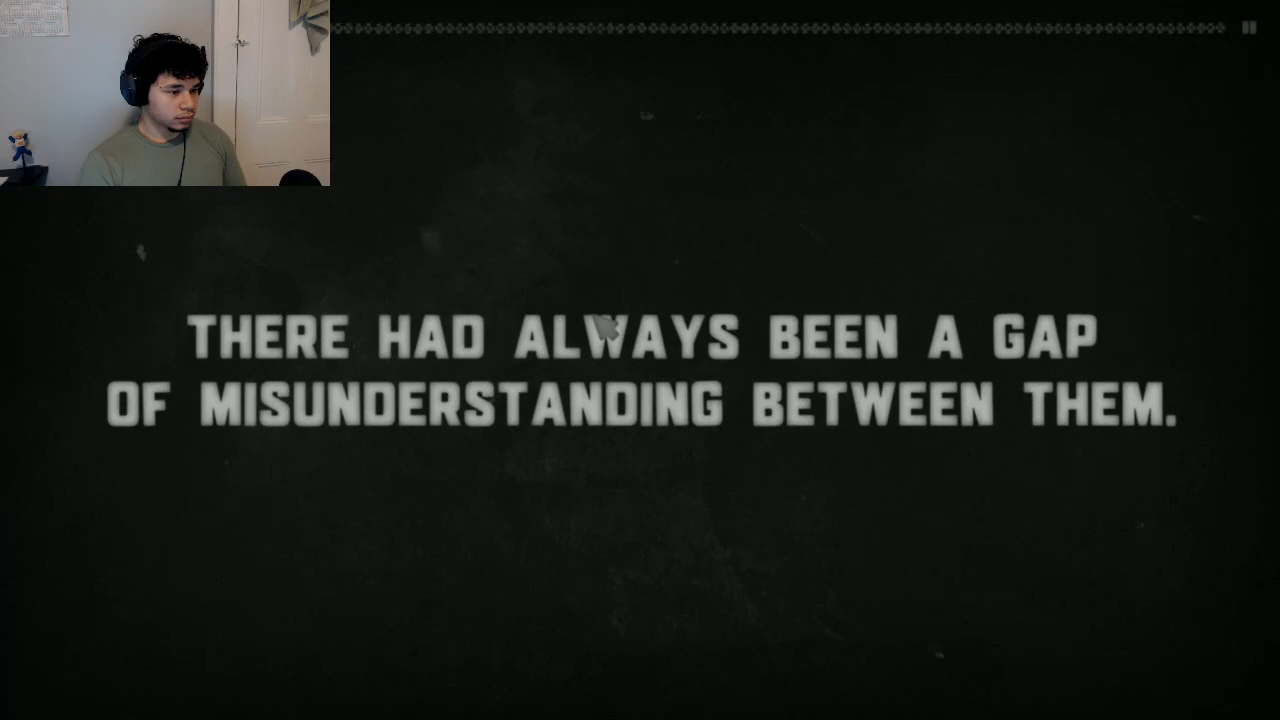 THERE HAD ALWAYS BEEN A GAP
OF MISUNDERSTANDING BETWEEN THEM.